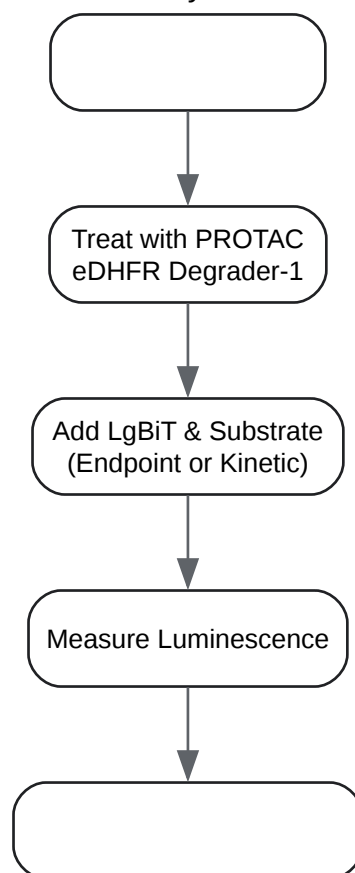 Treat with PROTAC
eDHFR Degrader-1
Add LgBiT & Substrate
(Endpoint or Kinetic)
Measure Luminescence